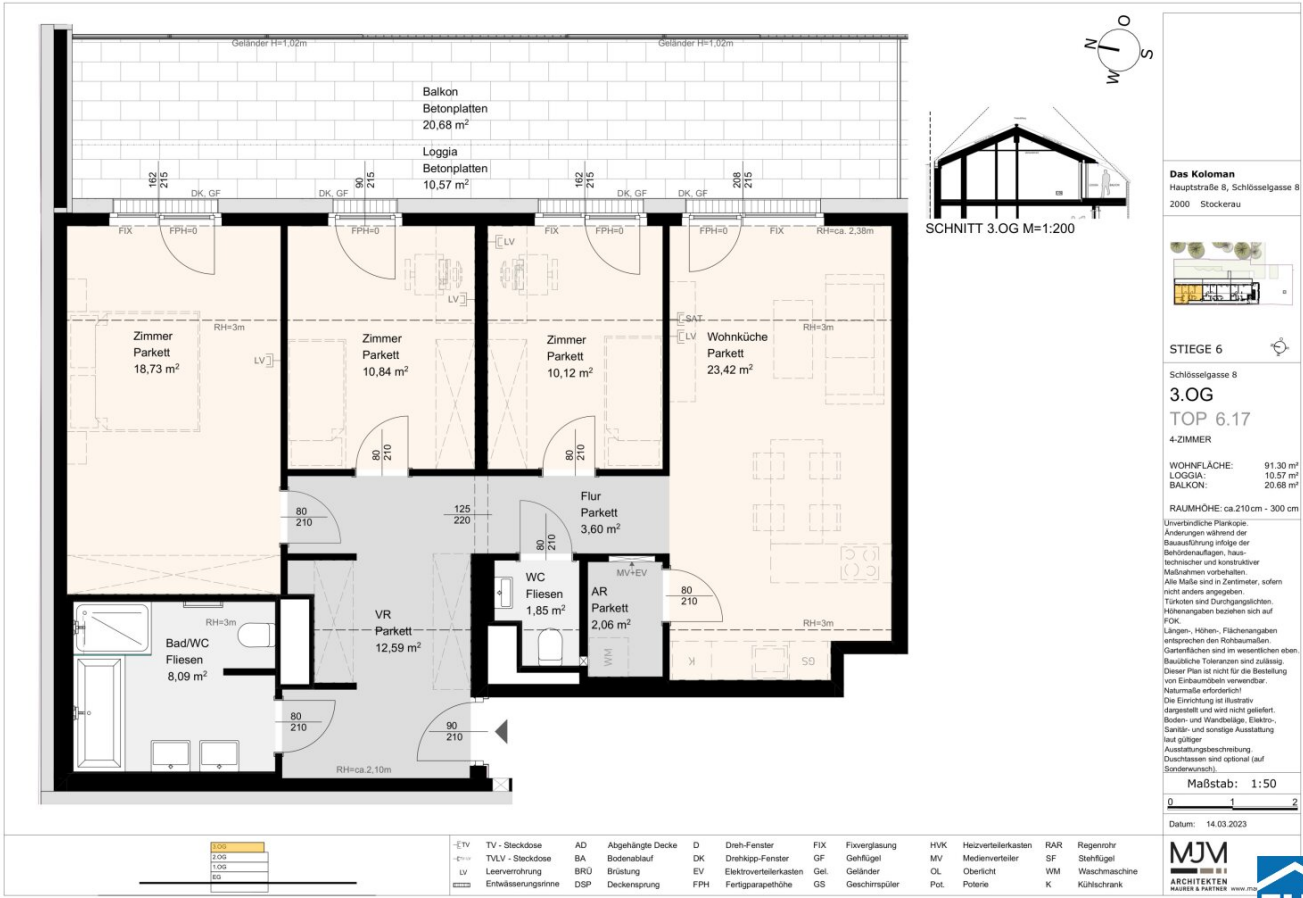 Geländer H=1,02m
Geländer H=1,02m
Balkon
Betonplatten
20,68 m²
Loggia
Betonplatten
10,57 m²
162
215
DK, GF
90
215
DK, GF
162
215
DK, GF
DK, GF
208
215
FIX
FPH=0
FPH=0
FIX
FPH=0
FPH=0
FIX
RH=ca. 2,38m
LV
LV
SAT
LV
LV
RH=3m
RH=3m
Zimmer
Parkett
18,73 m²
Zimmer
Parkett
10,84 m²
Zimmer
Parkett
10,12 m²
Wohnküche
Parkett
23,42 m²
80
210
80
210
80
210
125
220
Flur
Parkett
3,60 m²
80
210
MV+EV
WC
Fliesen
1,85 m²
AR
Parkett
2,06 m²
WM
80
210
RH=3m
K
GS
RH=3m
Bad/WC
Fliesen
8,09 m²
VR
Parkett
12,59 m²
80
210
90
210
RH=ca.2,10m
N
O
S
W
SCHNITT 3.OG M=1:200
Das Koloman
Hauptstraße 8, Schlösselgasse 8
2000 Stockerau
STIEGE 6
Schlösselgasse 8
3.OG
TOP 6.17
4-ZIMMER
WOHNFLÄCHE: 91.30 m²
LOGGIA: 10.57 m²
BALKON: 20.68 m²
RAUMHÖHE: ca.210cm - 300 cm
Unverbindliche Plankopie.
Änderungen während der
Bauausführung infolge der
Behördenauflagen, haus-
technischer und konstruktiver
Maßnahmen vorbehalten.
Alle Maße sind in Zentimeter, sofern
nicht anders angegeben.
Türkoten sind Durchgangslichten.
Höhenangaben beziehen sich auf
FOK.
Längen-, Höhen-, Flächenangaben
entsprechen den Rohbaumaßen.
Gartenflächen sind im wesentlichen eben.
Bauübliche Toleranzen sind zulässig.
Dieser Plan ist nicht für die Bestellung
von Einbaumöbeln verwendbar.
Naturmaße erforderlich!
Die Einrichtung ist illustrativ
dargestellt und wird nicht geliefert.
Boden- und Wandbeläge, Elektro-,
Sanitär- und sonstige Ausstattung
laut gültiger
Ausstattungsbeschreibung.
Duschtassen sind optional (auf
Sonderwunsch).
Maßstab: 1:50
0 1 2
Datum: 14.03.2023
MJM
ARCHITEKTEN
MAURER & PARTNER
3.OG
2.OG
1.OG
EG
TV TV - Steckdose AD Abgehängte Decke D Dreh-Fenster FIX Fixverglasung HVK Heizverteilerkasten RAR Regenrohr
TVLV - Steckdose BA Bodenablauf DK Drehkipp-Fenster GF Gehflügel MV Medienverteiler SF Stehflügel
LV Leerverrohrung BRÜ Brüstung EV Elektroverteilerkasten Gel. Geländer OL Oberlicht WM Waschmaschine
Entwässerungsrinne DSP Deckensprung FPH Fertigparapethöhe GS Geschirrspüler Pot. Poterie K Kühlschrank